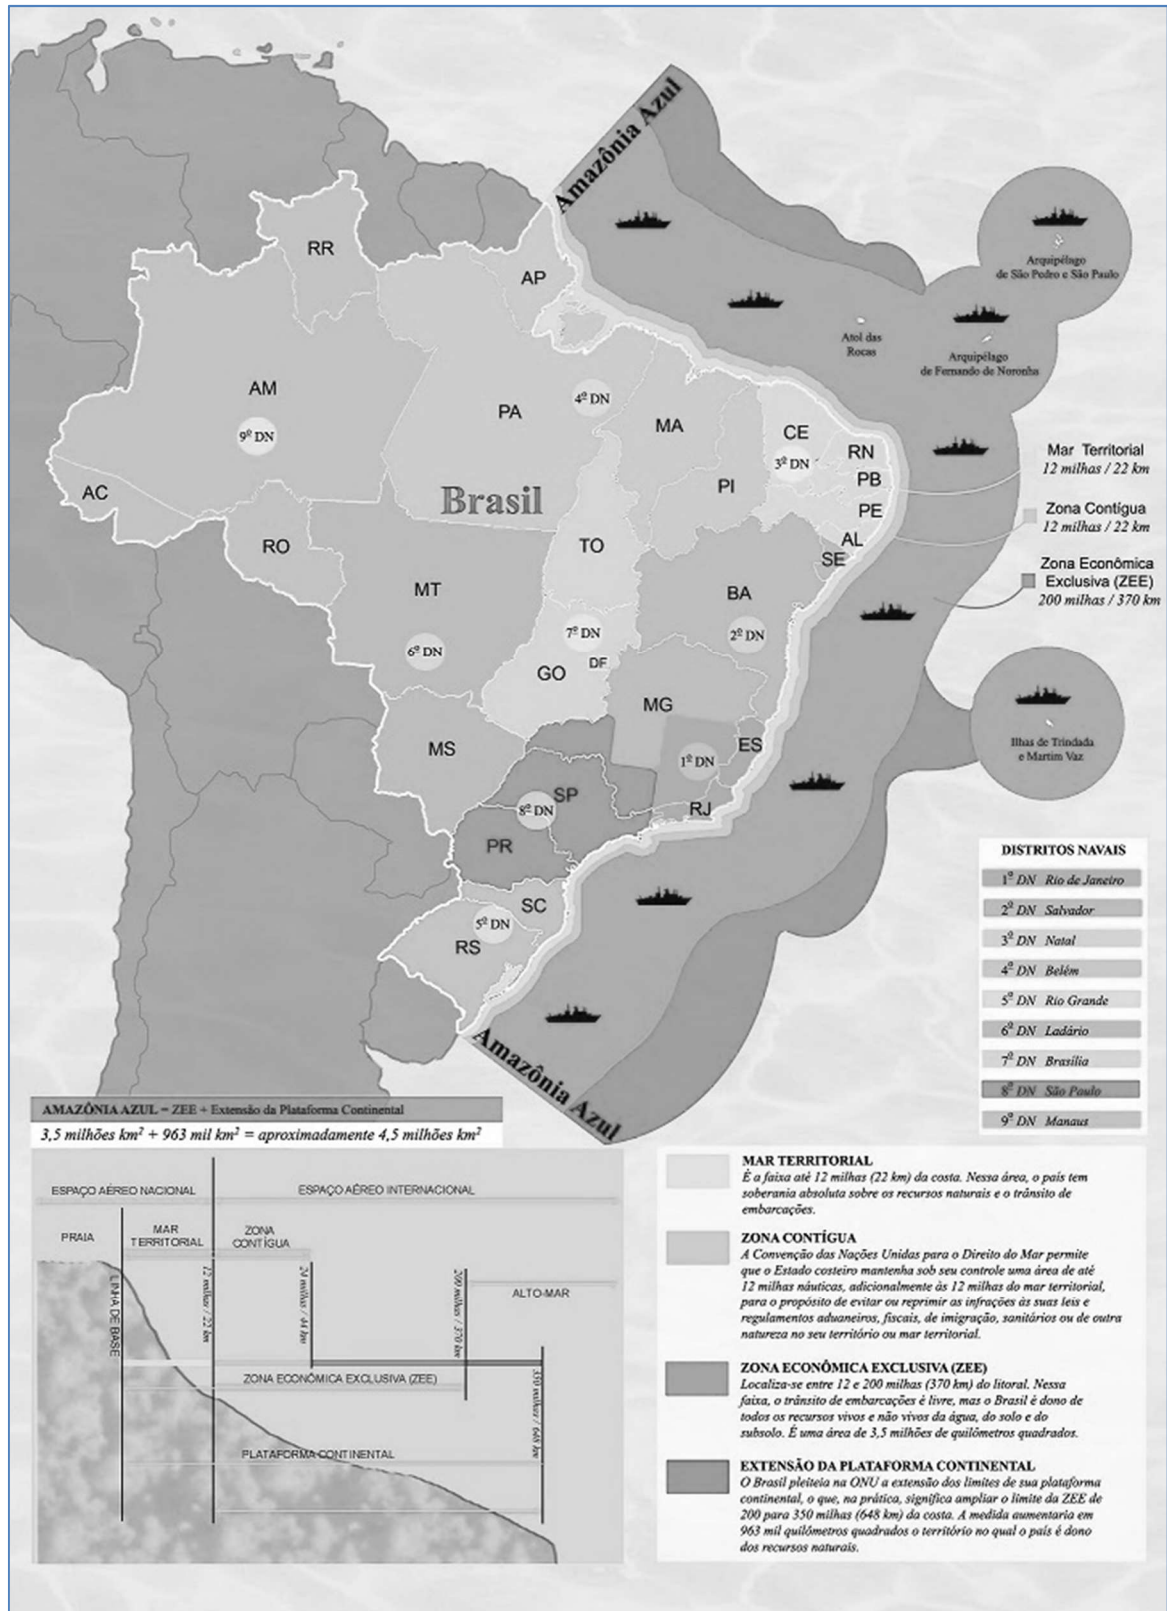 Amazônia Azul
RR
AP
Arquipélago
de São Pedro e São Paulo
Atol das
Rocas
Arquipélago
de Fernando de Noronha
AM
9º DN
PA
4º DN
MA
CE
3º DN
RN
PB
PE
PI
AL
SE
AC
RO
Brasil
TO
MT
6º DN
BA
2º DN
7º DN
DF
GO
MG
MS
ES
1º DN
SP
8º DN
RJ
PR
SC
5º DN
RS
Mar Territorial
12 milhas / 22 km
Zona Contígua
12 milhas / 22 km
Zona Econômica
Exclusiva (ZEE)
200 milhas / 370 km
Ilhas de Trindada
e Martim Vaz
Amazônia Azul
DISTRITOS NAVAIS
1º DN Rio de Janeiro
2º DN Salvador
3º DN Natal
4º DN Belém
5º DN Rio Grande
6º DN Ladário
7º DN Brasília
8º DN São Paulo
9º DN Manaus
AMAZÔNIA AZUL = ZEE + Extensão da Plataforma Continental
3,5 milhões km² + 963 mil km² = aproximadamente 4,5 milhões km²
ESPAÇO AÉREO NACIONAL
ESPAÇO AÉREO INTERNACIONAL
PRAIA
MAR
TERRITORIAL
ZONA
CONTÍGUA
LINHA DE BASE
12 milhas / 22 km
24 milhas / 44 km
200 milhas / 370 km
ALTO-MAR
ZONA ECONÔMICA EXCLUSIVA (ZEE)
350 milhas / 648 km
PLATAFORMA CONTINENTAL
MAR TERRITORIAL
É a faixa até 12 milhas (22 km) da costa. Nessa área, o país tem
soberania absoluta sobre os recursos naturais e o trânsito de
embarcações.
ZONA CONTÍGUA
A Convenção das Nações Unidas para o Direito do Mar permite
que o Estado costeiro mantenha sob seu controle uma área de até
12 milhas náuticas, adicionalmente às 12 milhas do mar territorial,
para o propósito de evitar ou reprimir as infrações às suas leis e
regulamentos aduaneiros, fiscais, de imigração, sanitários ou de outra
natureza no seu território ou mar territorial.
ZONA ECONÔMICA EXCLUSIVA (ZEE)
Localiza-se entre 12 e 200 milhas (370 km) do litoral. Nessa
faixa, o trânsito de embarcações é livre, mas o Brasil é dono de
todos os recursos vivos e não vivos da água, do solo e do
subsolo. É uma área de 3,5 milhões de quilômetros quadrados.
EXTENSÃO DA PLATAFORMA CONTINENTAL
O Brasil pleiteia na ONU a extensão dos limites de sua plataforma
continental, o que, na prática, significa ampliar o limite da ZEE de
200 para 350 milhas (648 km) da costa. A medida aumentaria em
963 mil quilômetros quadrados o território no qual o país é dono
dos recursos naturais.